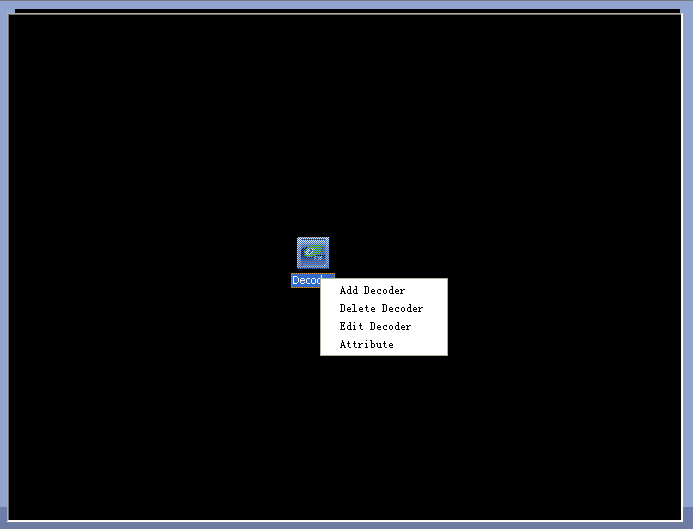 Add Decoder
Delete Decoder
Edit Decoder
Attribute